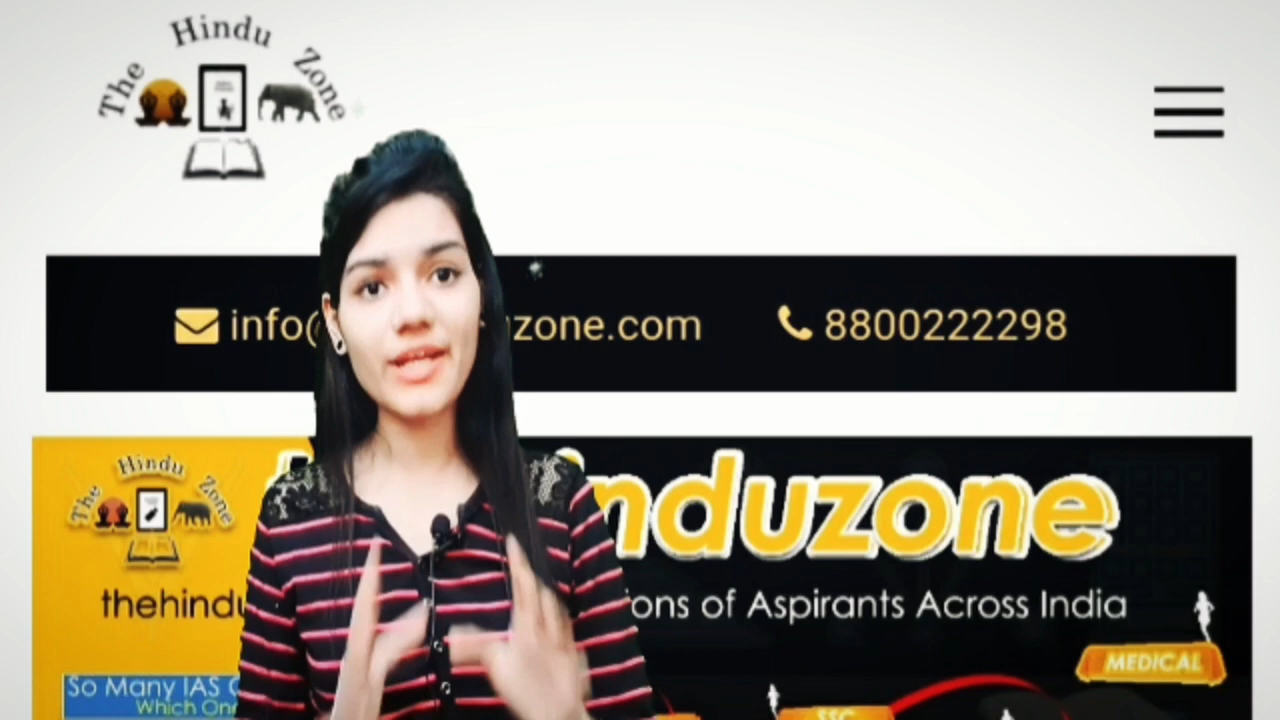 The Hindu Zone
info@ zone.com 8800222298
The Hindu Zone
nduzone
thehindu
of Aspirants Across India
MEDICAL
So Many IAS
Which One
SSC